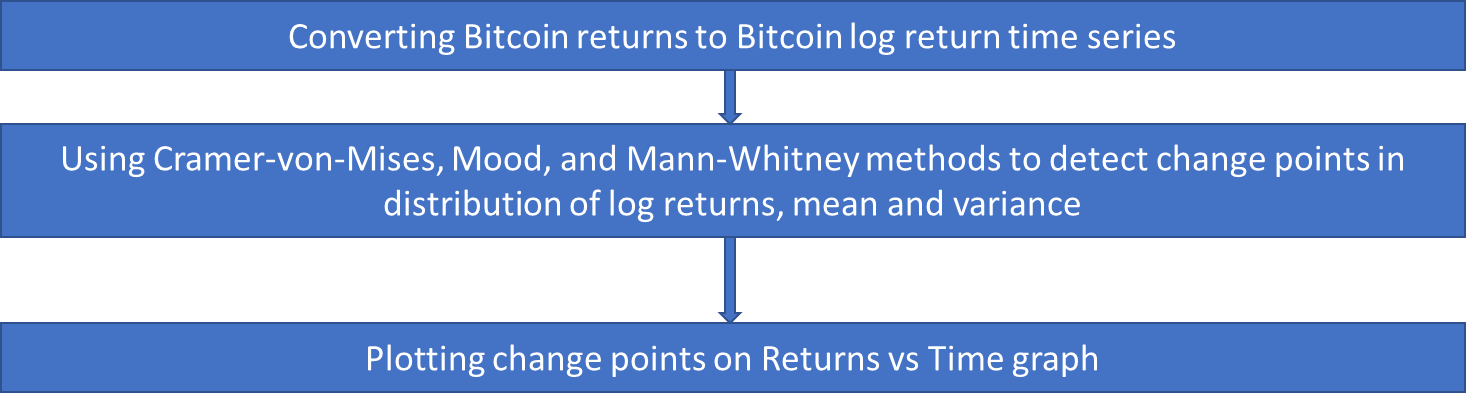 Converting Bitcoin returns to Bitcoin log return time series
Using Cramer-von-Mises, Mood, and Mann-Whitney methods to detect change points in
distribution of log returns, mean and variance
Plotting change points on Returns vs Time graph